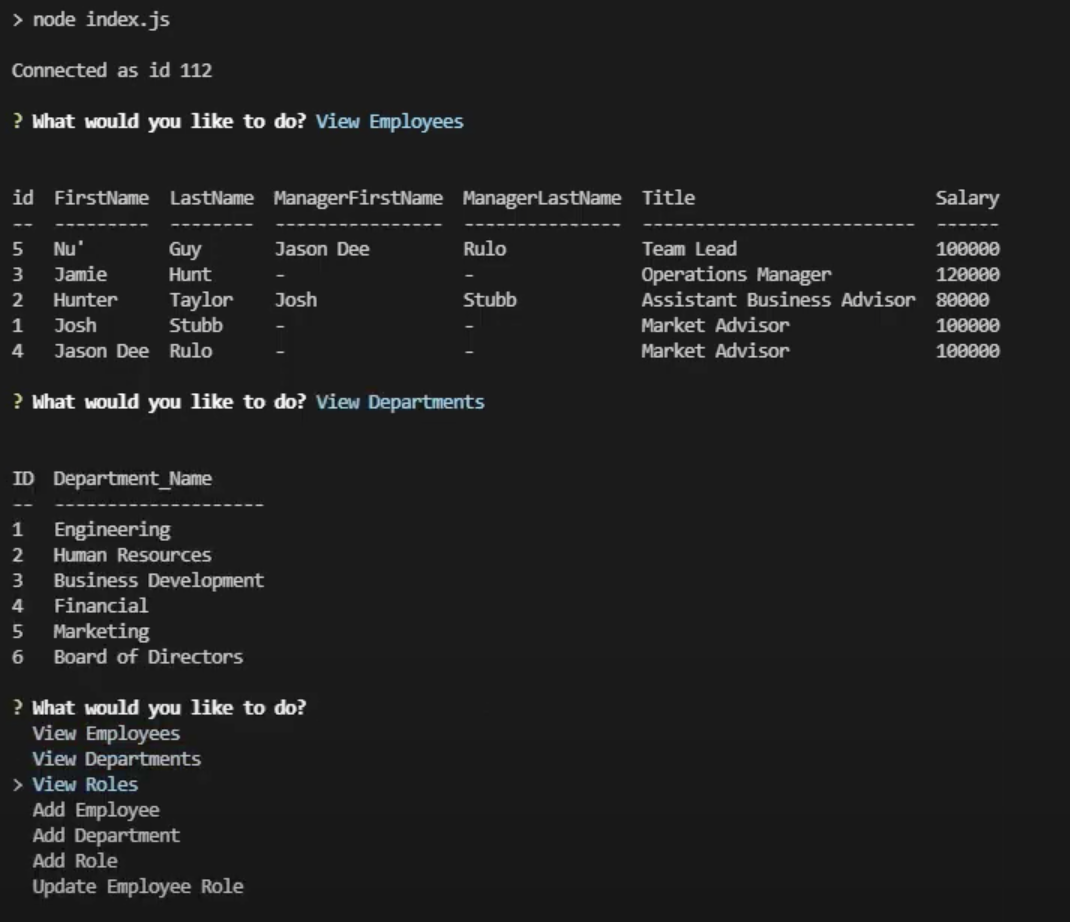 > node index.js
Connected as id 112
? What would you like to do? View Employees
id  FirstName  LastName  ManagerFirstName  ManagerLastName  Title                       Salary
--  ---------  --------  ----------------  ---------------  --------------------------  ------
5   Nu'        Guy       Jason Dee         Rulo             Team Lead                   100000
3   Jamie      Hunt      -                 -                Operations Manager          120000
2   Hunter     Taylor    Josh              Stubb            Assistant Business Advisor  80000
1   Josh       Stubb     -                 -                Market Advisor              100000
4   Jason Dee  Rulo      -                 -                Market Advisor              100000
? What would you like to do? View Departments
ID  Department_Name
--  --------------------
1   Engineering
2   Human Resources
3   Business Development
4   Financial
5   Marketing
6   Board of Directors
? What would you like to do?
  View Employees
  View Departments
> View Roles
  Add Employee
  Add Department
  Add Role
  Update Employee Role